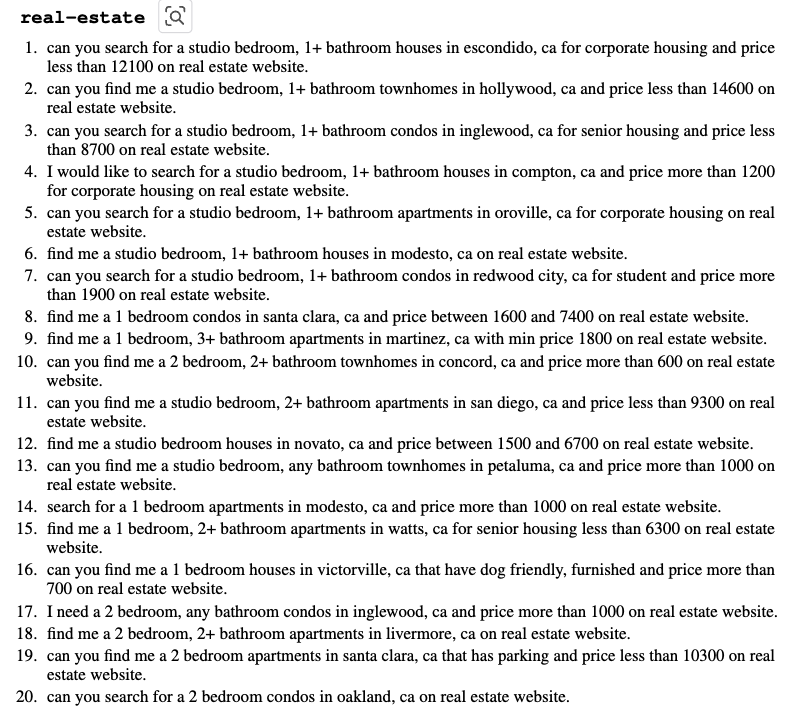 real-estate
1. can you search for a studio bedroom, 1+ bathroom houses in escondido, ca for corporate housing and price
less than 12100 on real estate website.
2. can you find me a studio bedroom, 1+ bathroom townhomes in hollywood, ca and price less than 14600 on
real estate website.
3. can you search for a studio bedroom, 1+ bathroom condos in inglewood, ca for senior housing and price less
than 8700 on real estate website.
4. I would like to search for a studio bedroom, 1+ bathroom houses in compton, ca and price more than 1200
for corporate housing on real estate website.
5. can you search for a studio bedroom, 1+ bathroom apartments in oroville, ca for corporate housing on real
estate website.
6. find me a studio bedroom, 1+ bathroom houses in modesto, ca on real estate website.
7. can you search for a studio bedroom, 1+ bathroom condos in redwood city, ca for student and price more
than 1900 on real estate website.
8. find me a 1 bedroom condos in santa clara, ca and price between 1600 and 7400 on real estate website.
9. find me a 1 bedroom, 3+ bathroom apartments in martinez, ca with min price 1800 on real estate website.
10. can you find me a 2 bedroom, 2+ bathroom townhomes in concord, ca and price more than 600 on real estate
website.
11. can you find me a studio bedroom, 2+ bathroom apartments in san diego, ca and price less than 9300 on real
estate website.
12. find me a studio bedroom houses in novato, ca and price between 1500 and 6700 on real estate website.
13. can you find me a studio bedroom, any bathroom townhomes in petaluma, ca and price more than 1000 on
real estate website.
14. search for a 1 bedroom apartments in modesto, ca and price more than 1000 on real estate website.
15. find me a 1 bedroom, 2+ bathroom apartments in watts, ca for senior housing less than 6300 on real estate
website.
16. can you find me a 1 bedroom houses in victorville, ca that have dog friendly, furnished and price more than
700 on real estate website.
17. I need a 2 bedroom, any bathroom condos in inglewood, ca and price more than 1000 on real estate website.
18. find me a 2 bedroom, 2+ bathroom apartments in livermore, ca on real estate website.
19. can you find me a 2 bedroom apartments in santa clara, ca that has parking and price less than 10300 on real
estate website.
20. can you search for a 2 bedroom condos in oakland, ca on real estate website.